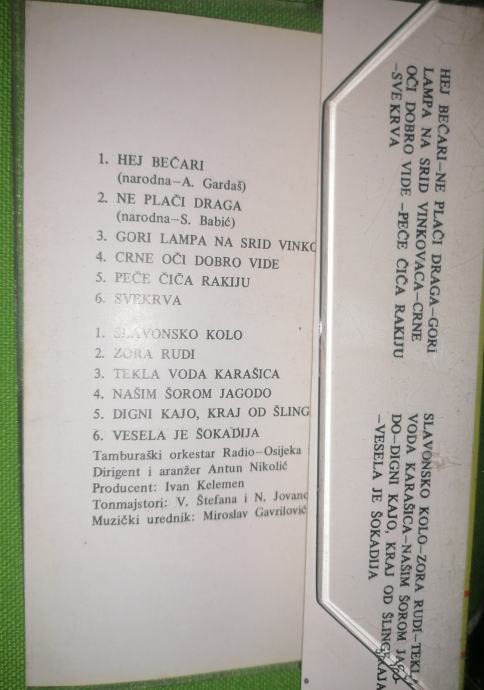 1. HEJ BEČARI
(narodna–A. Gardaš)
2. NE PLAČI DRAGA
(narodna–S. Babić)
3. GORI LAMPA NA SRID VINKO
4. CRNE OČI DOBRO VIDE
5. PEČE ČIČA RAKIJU
6. SVEKRVA
1. SLAVONSKO KOLO
2. ZORA RUDI
3. TEKLA VODA KARAŠICA
4. NAŠIM ŠOROM JAGODO
5. DIGNI KAJO, KRAJ OD ŠLING
6. VESELA JE ŠOKADIJA
Tamburaški orkestar Radio–Osijeka
Dirigent i aranžer Antun Nikolić
Producent: Ivan Kelemen
Tonmajstori: V. Štefana i N. Jovano
Muzički urednik: Miroslav Gavrilović
HEJ BEČARI–NE PLAČI DRAGA–GORI
LAMPA NA SRID VINKOVACA–CRNE
OČI DOBRO VIDE –PEČE ČIČA RAKIJU
–SVEKRVA
SLAVONSKO KOLO–ZORA RUDI–TEKL
VODA KARAŠICA–NAŠIM ŠOROM JAGO-
DO–DIGNI KAJO, KRAJ OD ŠLINGERAJA
–VESELA JE ŠOKADIJA